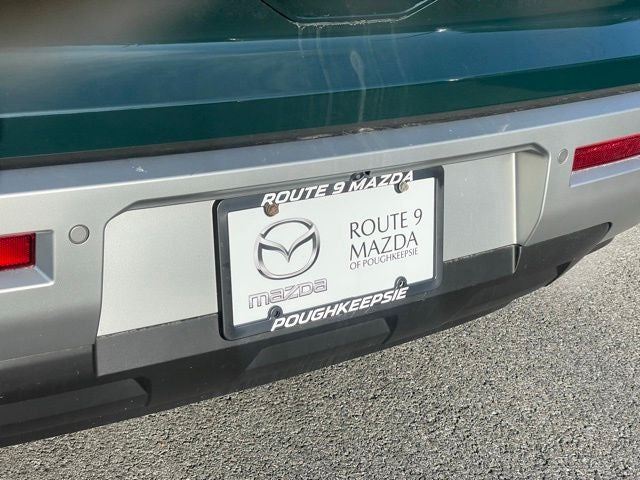 ROUTE 9 MAZDA
ROUTE 9
MAZDA
OF POUGHKEEPSIE
mazda
POUGHKEEPSIE